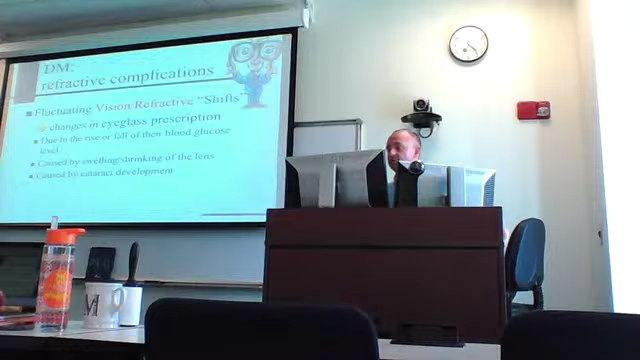 DM:
refractive complications
Fluctuating Vision/Refractive "Shifts"
changes in eyeglass prescription
Due to the rise or fall of their blood glucose
level
Caused by swelling/shrinking of the lens
Caused by cataract development
M